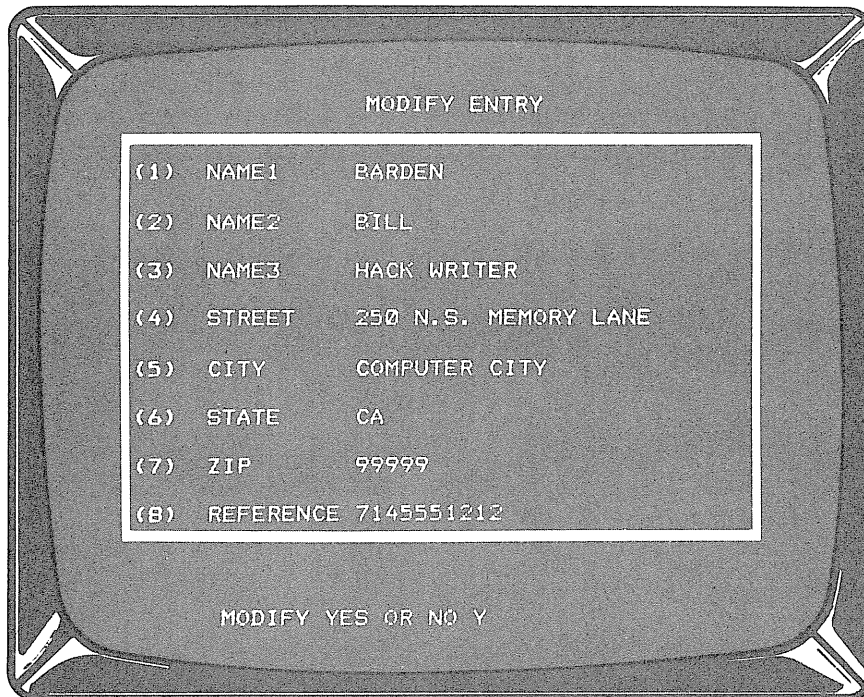 MODIFY ENTRY
(1) NAME1 BARDEN
(2) NAME2 BILL
(3) NAME3 HACK WRITER
(4) STREET 250 N.S. MEMORY LANE
(5) CITY COMPUTER CITY
(6) STATE CA
(7) ZIP 99999
(8) REFERENCE 7145551212
MODIFY YES OR NO Y